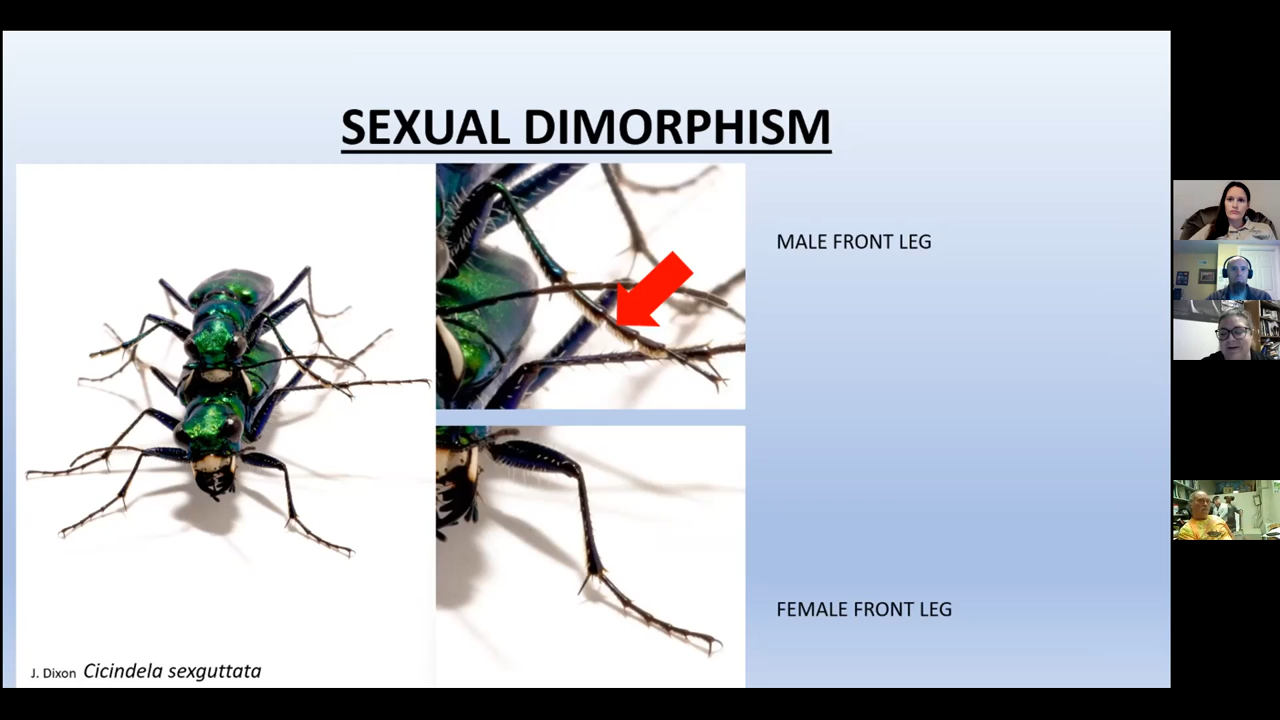 SEXUAL DIMORPHISM
MALE FRONT LEG
FEMALE FRONT LEG
J. Dixon Cicindela sexguttata